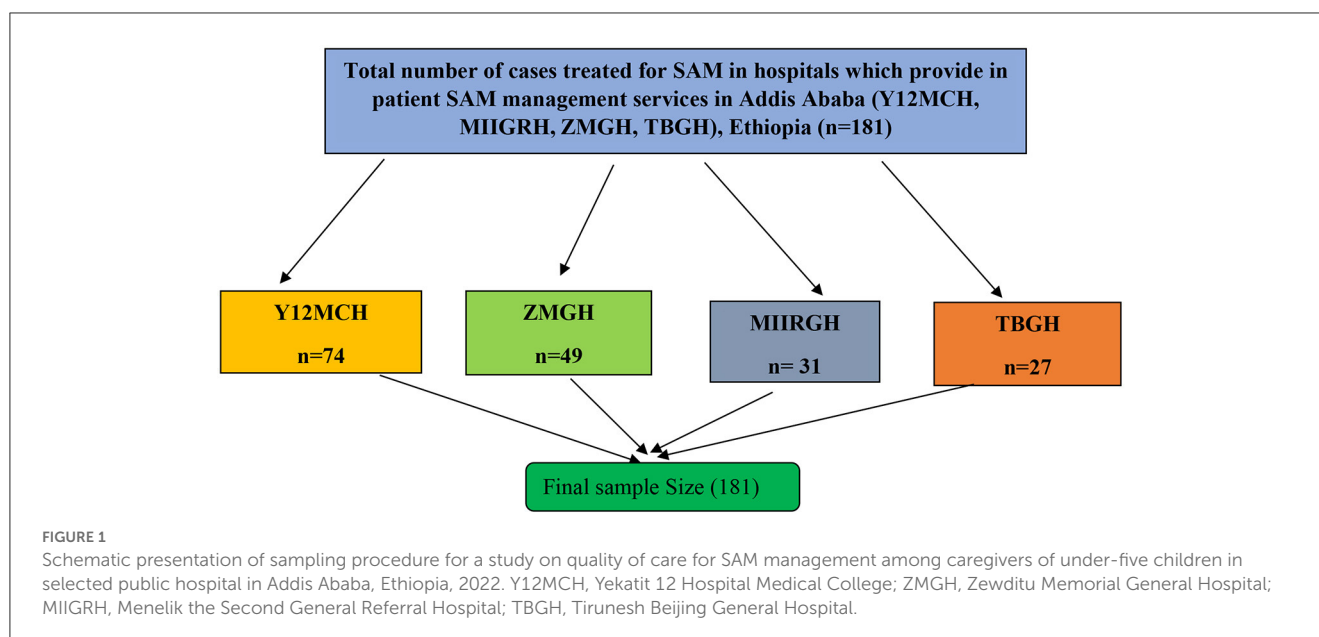 Total number of cases treated for SAM in hospitals which provide in
patient SAM management services in Addis Ababa (Y12MCH,
MIIGRH, ZMGH, TBGH), Ethiopia (n=181)
Y12MCH
n=74
ZMGH
n=49
MIIRGH
n= 31
TBGH
n=27
Final sample Size (181)
FIGURE 1
Schematic presentation of sampling procedure for a study on quality of care for SAM management among caregivers of under-five children in
selected public hospital in Addis Ababa, Ethiopia, 2022. Y12MCH, Yekatit 12 Hospital Medical College; ZMGH, Zewditu Memorial General Hospital;
MIIGRH, Menelik the Second General Referral Hospital; TBGH, Tirunesh Beijing General Hospital.